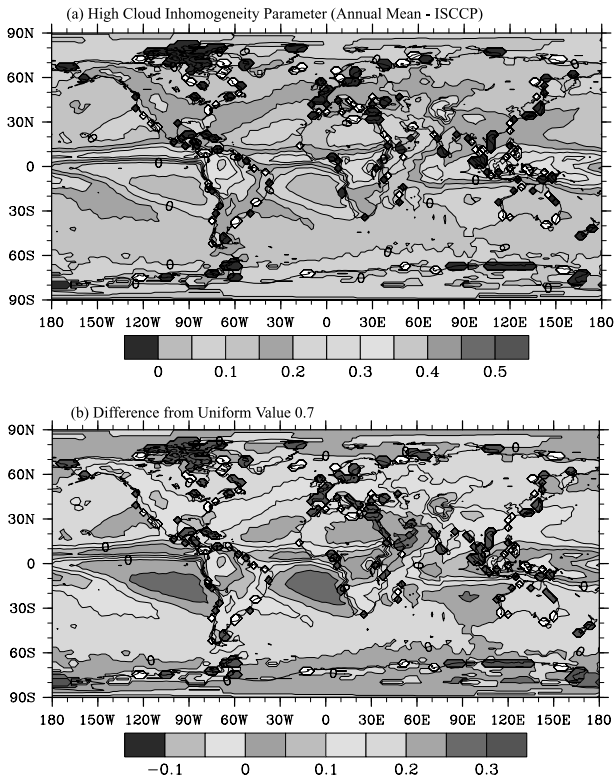 (a) High Cloud Inhomogeneity Parameter (Annual Mean - ISCCP)
90N
60N
30N
0
30S
60S
90S
180 150W 120W 90W 60W 30W 0 30E 60E 90E 120E 150E 180
0 0.1 0.2 0.3 0.4 0.5
(b) Difference from Uniform Value 0.7
90N
60N
30N
0
30S
60S
90S
180 150W 120W 90W 60W 30W 0 30E 60E 90E 120E 150E 180
−0.1 0 0.1 0.2 0.3